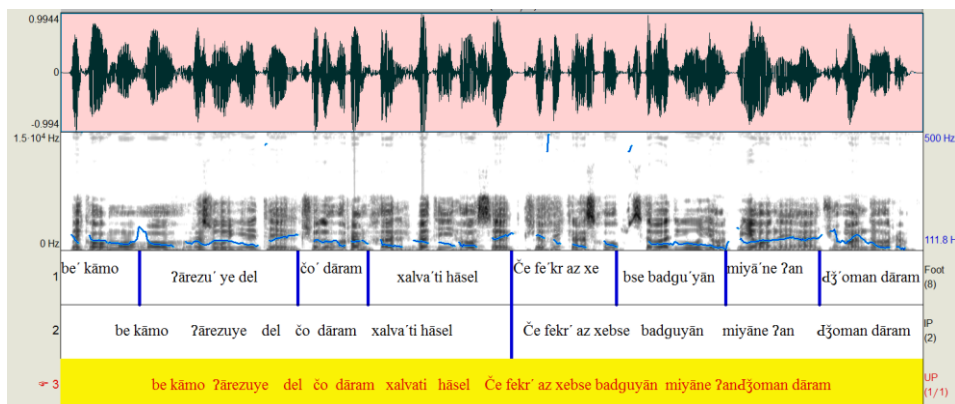 0.9944
0
-0.994
1.5·10⁴ Hz
500 Hz
0 Hz
111.8 H
1 be´ kāmo ʔārezu´ ye del čo´ dāram xalva´ti hāsel Če fe´kr az xe bse badgu´yān miyā´ne ʔan dʒ´oman dāram Foot (8)
2 be kāmo ʔārezuye del čo dāram xalva´ti hāsel Če fekr´ az xebse badguyān miyāne ʔan dʒoman dāram IP (2)
☞ 3 be kāmo ʔārezuye del čo dāram xalvati hāsel Če fekr´ az xebse badguyān miyāne ʔandʒoman dāram UP (1/1)